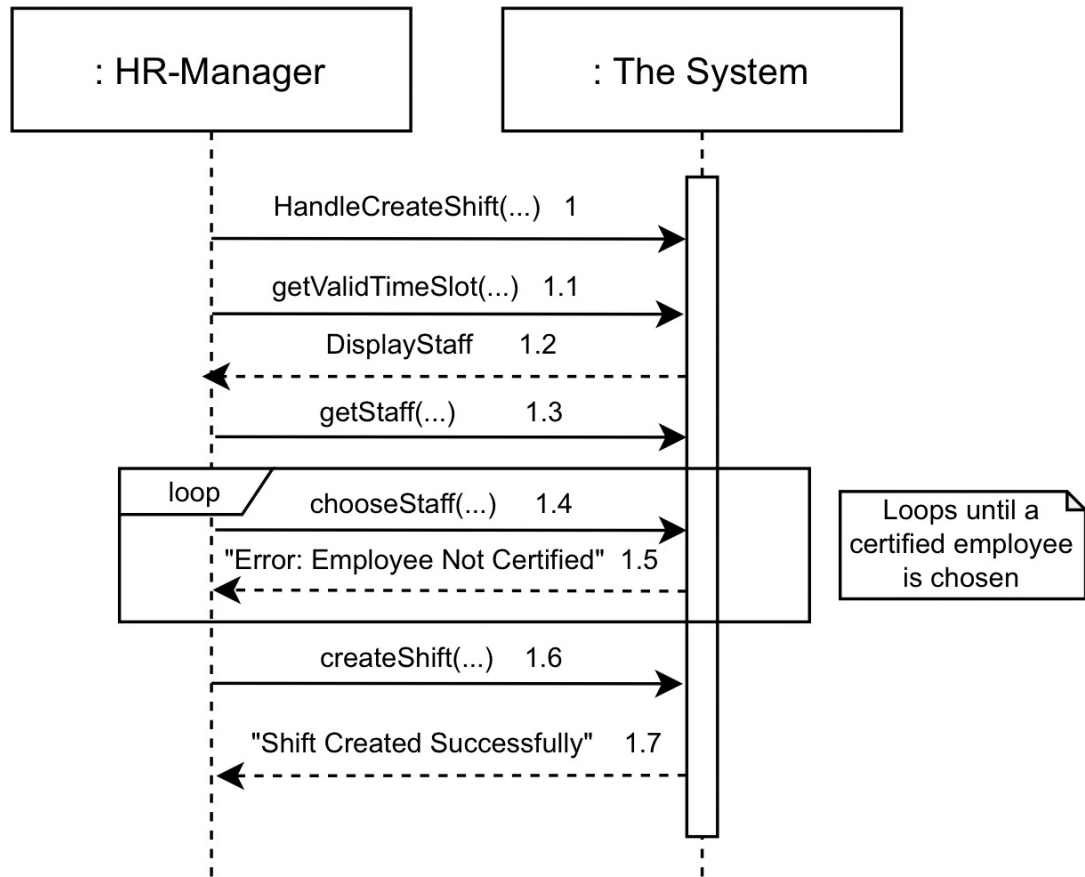 : HR-Manager
: The System
HandleCreateShift(...) 1
getValidTimeSlot(...) 1.1
DisplayStaff 1.2
getStaff(...) 1.3
loop
chooseStaff(...) 1.4
"Error: Employee Not Certified" 1.5
Loops until a
certified employee
is chosen
createShift(...) 1.6
"Shift Created Successfully" 1.7